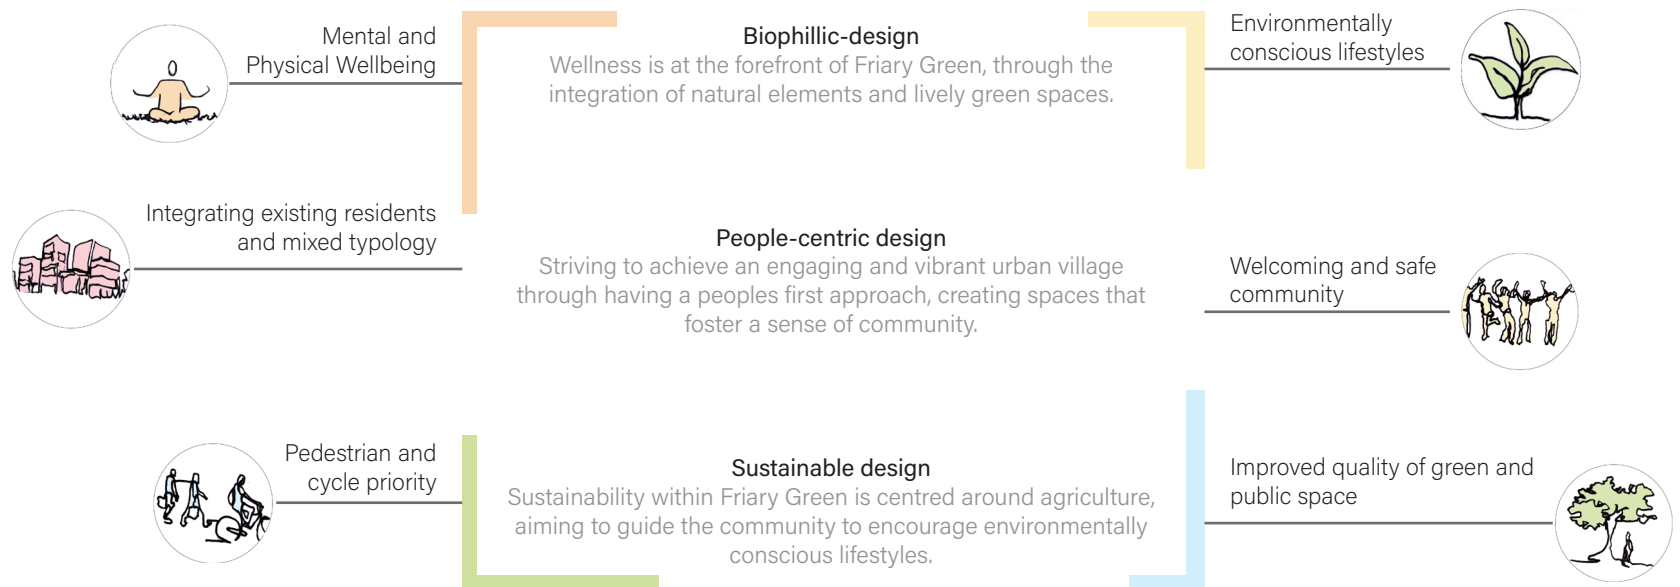 Mental and
Physical Wellbeing
Integrating existing residents
and mixed typology
Pedestrian and
cycle priority
Biophillic-design
Wellness is at the forefront of Friary Green, through the
integration of natural elements and lively green spaces.
People-centric design
Striving to achieve an engaging and vibrant urban village
through having a peoples first approach, creating spaces that
foster a sense of community.
Sustainable design
Sustainability within Friary Green is centred around agriculture,
aiming to guide the community to encourage environmentally
conscious lifestyles.
Environmentally
conscious lifestyles
Welcoming and safe
community
Improved quality of green and
public space